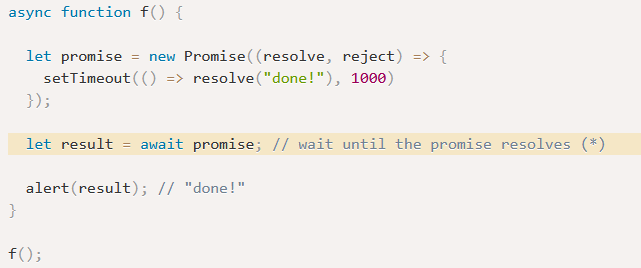 async function f() {
let promise = new Promise((resolve, reject) => {
setTimeout(() => resolve("done!"), 1000)
});
let result = await promise; // wait until the promise resolves (*)
alert(result); // "done!"
}
f();